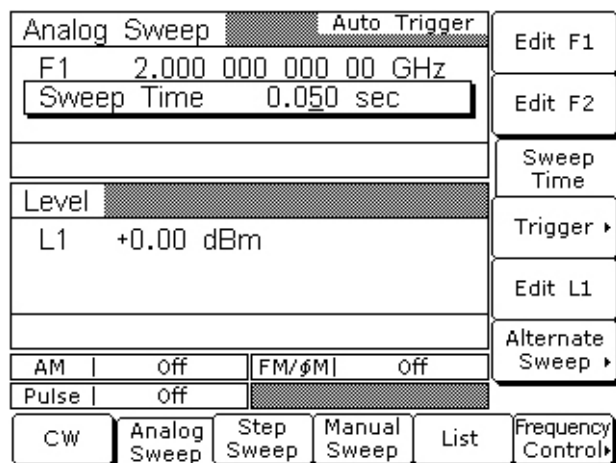 Analog Sweep Auto Trigger
F1 2.000 000 000 00 GHz
Sweep Time 0.050 sec
Level
L1 +0.00 dBm
AM | Off FM/ϕM| Off
Pulse | Off
Edit F1
Edit F2
Sweep
Time
Trigger ▸
Edit L1
Alternate
Sweep ▸
CW
Analog
Sweep
Step
Sweep
Manual
Sweep
List
Frequency
Control▸